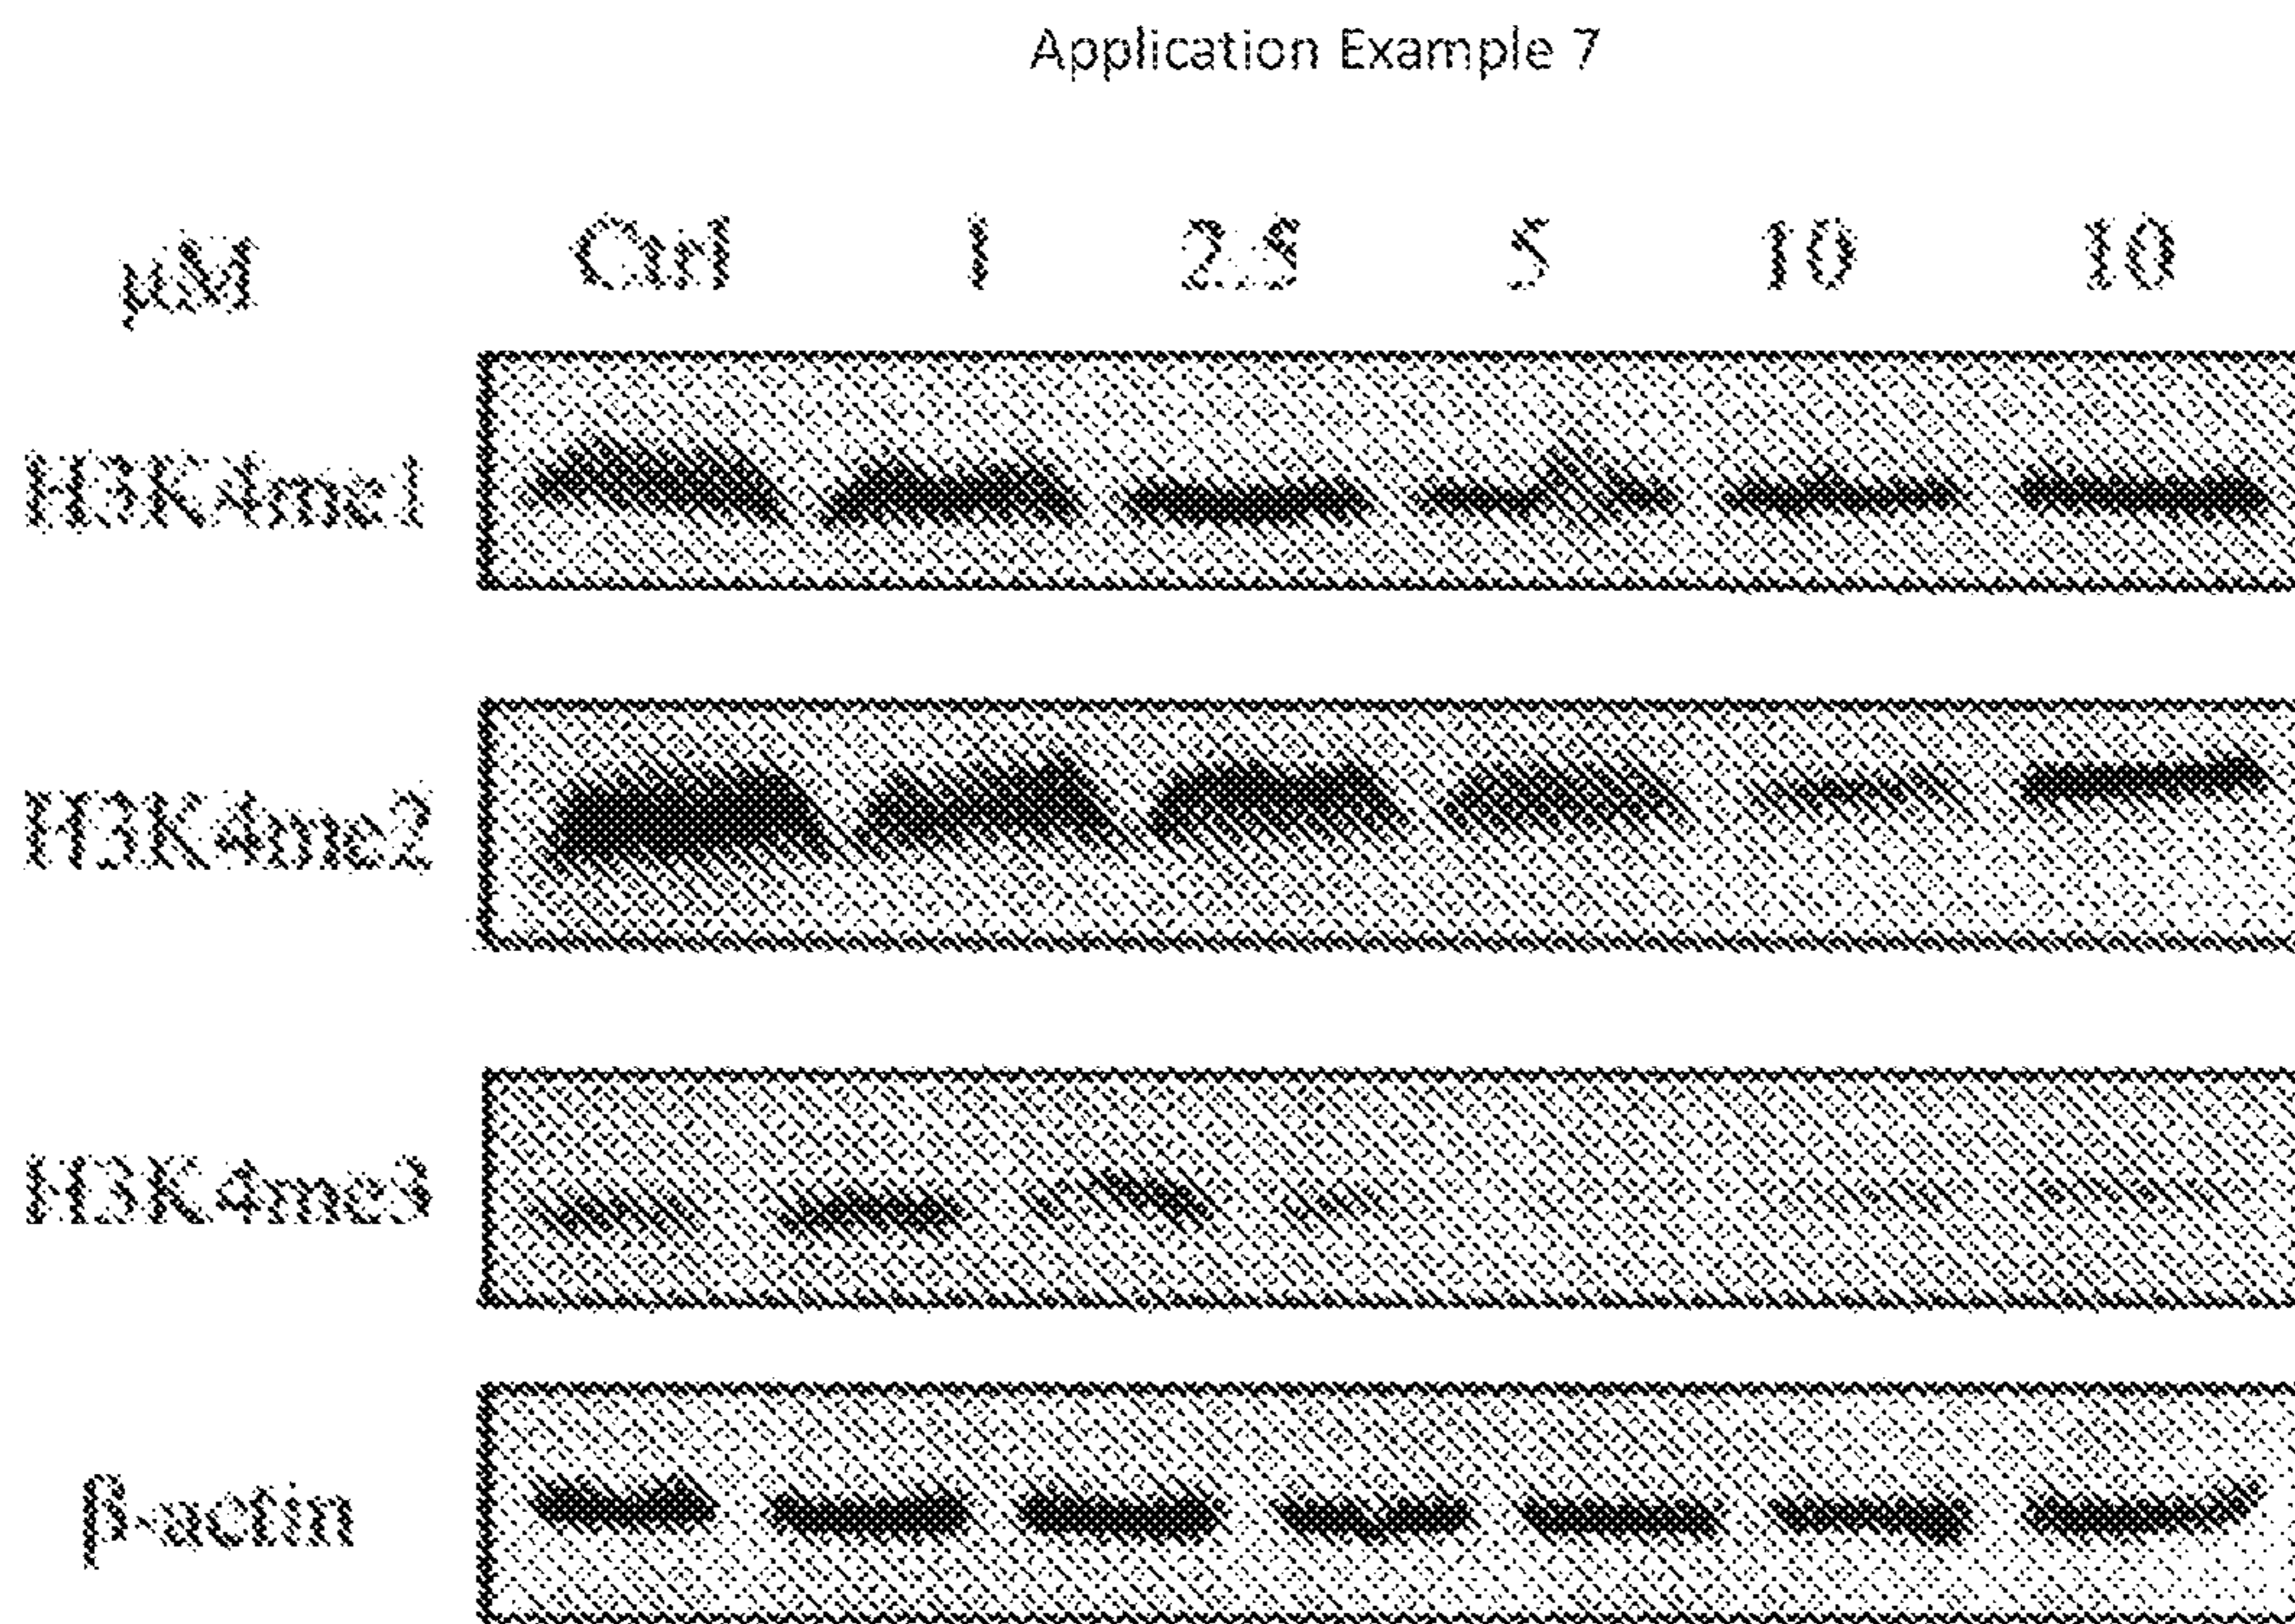 Application Example 7
μM Ctrl 1 2.5 5 10 10
H3K4me1
H3K4me2
H3K4me3
β-actin